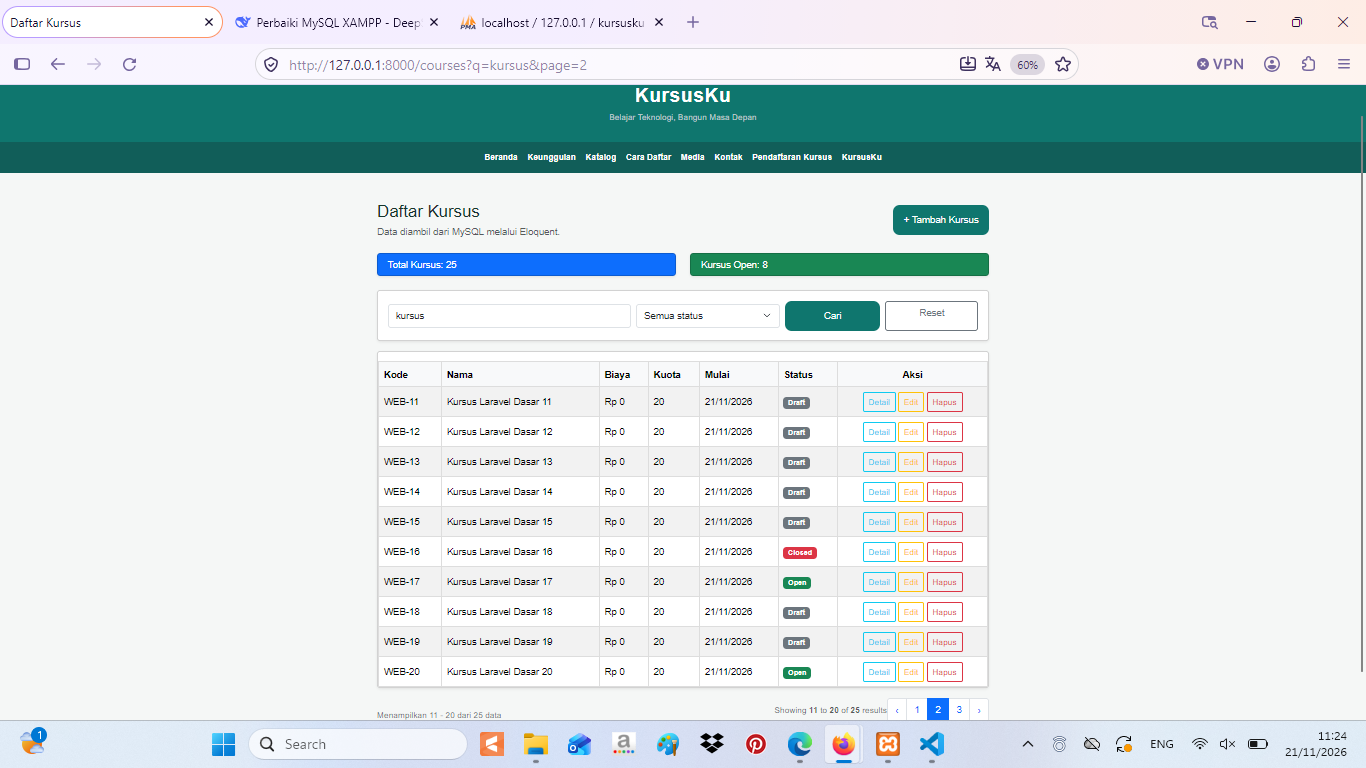 Daftar Kursus
Perbaiki MySQL XAMPP - Deep
PMA localhost / 127.0.0.1 / kursusku
http://127.0.0.1:8000/courses?q=kursus&page=2
60%
VPN
KursusKu
Belajar Teknologi, Bangun Masa Depan
Beranda Keunggulan Katalog Cara Daftar Media Kontak Pendaftaran Kursus KursusKu
Daftar Kursus
+ Tambah Kursus
Data diambil dari MySQL melalui Eloquent.
Total Kursus: 25 Kursus Open: 8
kursus Semua status Cari Reset
Kode Nama Biaya Kuota Mulai Status Aksi
WEB-11 Kursus Laravel Dasar 11 Rp 0 20 21/11/2026 Draft Detail Edit Hapus
WEB-12 Kursus Laravel Dasar 12 Rp 0 20 21/11/2026 Draft Detail Edit Hapus
WEB-13 Kursus Laravel Dasar 13 Rp 0 20 21/11/2026 Draft Detail Edit Hapus
WEB-14 Kursus Laravel Dasar 14 Rp 0 20 21/11/2026 Draft Detail Edit Hapus
WEB-15 Kursus Laravel Dasar 15 Rp 0 20 21/11/2026 Draft Detail Edit Hapus
WEB-16 Kursus Laravel Dasar 16 Rp 0 20 21/11/2026 Closed Detail Edit Hapus
WEB-17 Kursus Laravel Dasar 17 Rp 0 20 21/11/2026 Open Detail Edit Hapus
WEB-18 Kursus Laravel Dasar 18 Rp 0 20 21/11/2026 Draft Detail Edit Hapus
WEB-19 Kursus Laravel Dasar 19 Rp 0 20 21/11/2026 Draft Detail Edit Hapus
WEB-20 Kursus Laravel Dasar 20 Rp 0 20 21/11/2026 Open Detail Edit Hapus
Menampilkan 11 - 20 dari 25 data
Showing 11 to 20 of 25 results ‹ 1 2 3 ›
1
Search
ENG
11:24
21/11/2026